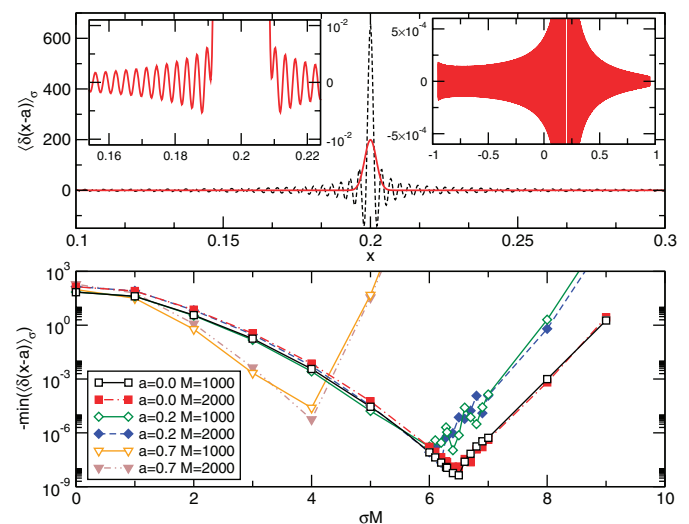 600
400
200
0
⟨δ(x-a)⟩σ
10⁻²
0
-10⁻²
0.16 0.18 0.2 0.22
5×10⁻⁴
0
-5×10⁻⁴
-1 -0.5 0 0.5 1
0.1 0.15 0.2 0.25 0.3
x
10³
10⁰
10⁻³
10⁻⁶
10⁻⁹
-min(⟨δ(x-a)⟩σ)
a=0.0 M=1000
a=0.0 M=2000
a=0.2 M=1000
a=0.2 M=2000
a=0.7 M=1000
a=0.7 M=2000
0 2 4 6 8 10
σM